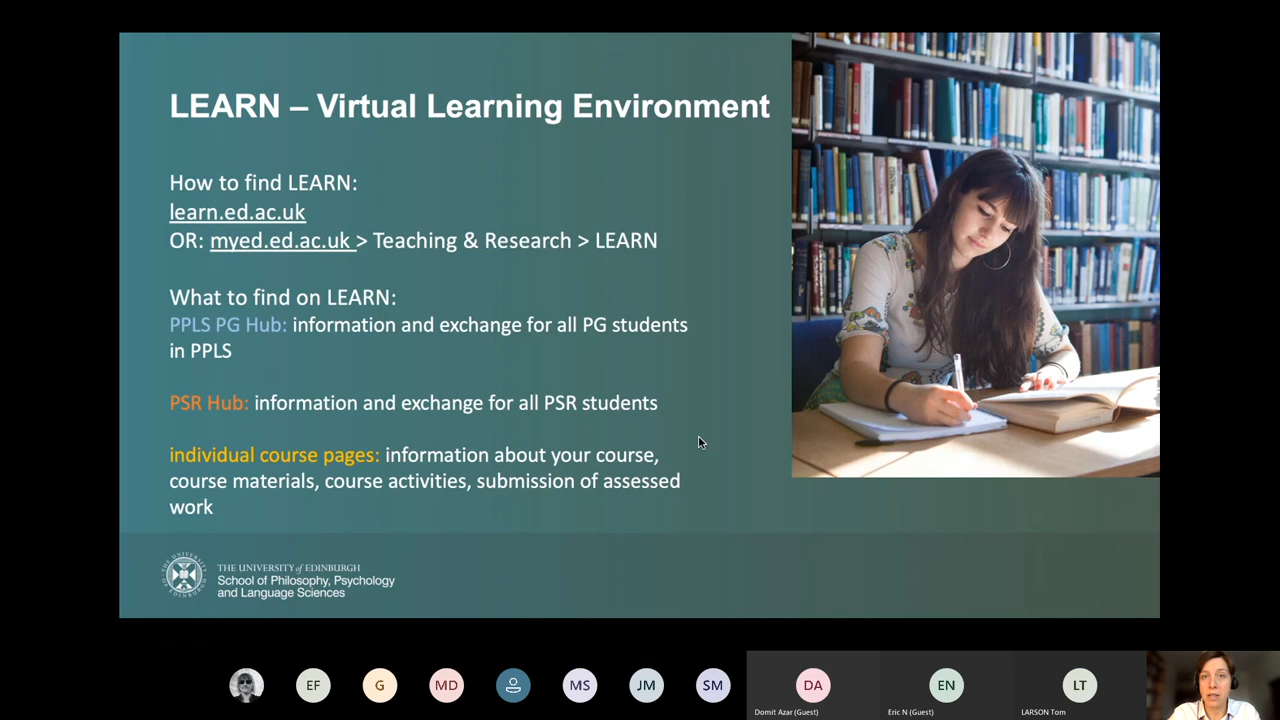 LEARN – Virtual Learning Environment
How to find LEARN:
learn.ed.ac.uk
OR: myed.ed.ac.uk > Teaching & Research > LEARN
What to find on LEARN:
PPLS PG Hub: information and exchange for all PG students
in PPLS
PSR Hub: information and exchange for all PSR students
individual course pages: information about your course,
course materials, course activities, submission of assessed
work
THE UNIVERSITY of EDINBURGH
School of Philosophy, Psychology
and Language Sciences
EF G MD MS JM SM DA EN LT
Domit Azar (Guest) Eric N (Guest) LARSON Tom